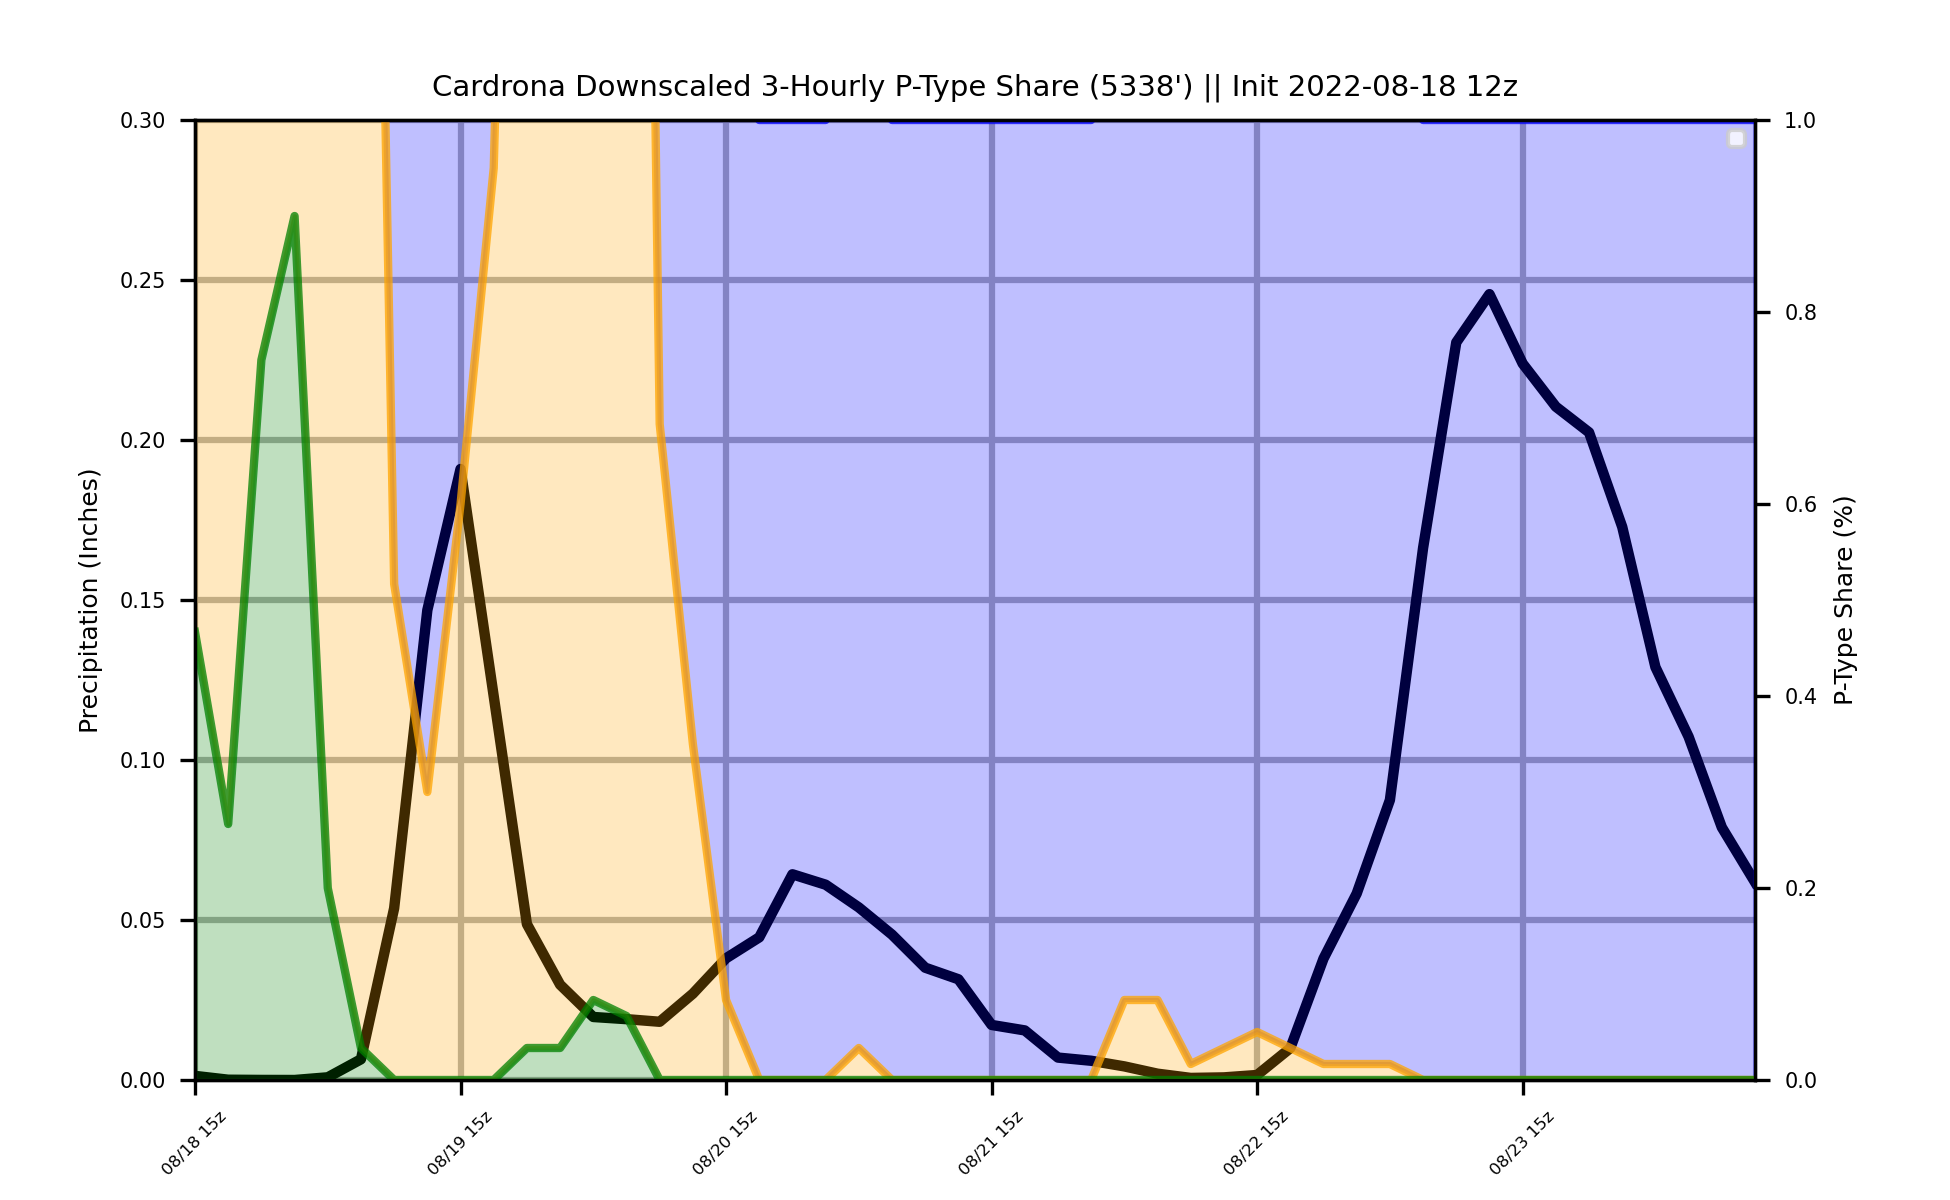 Cardrona Downscaled 3-Hourly P-Type Share (5338') || Init 2022-08-18 12z
Precipitation (Inches)
0.30
0.25
0.20
0.15
0.10
0.05
0.00
1.0
0.8
0.6
0.4
0.2
0.0
P-Type Share (%)
08/18 15z
08/19 15z
08/20 15z
08/21 15z
08/22 15z
08/23 15z